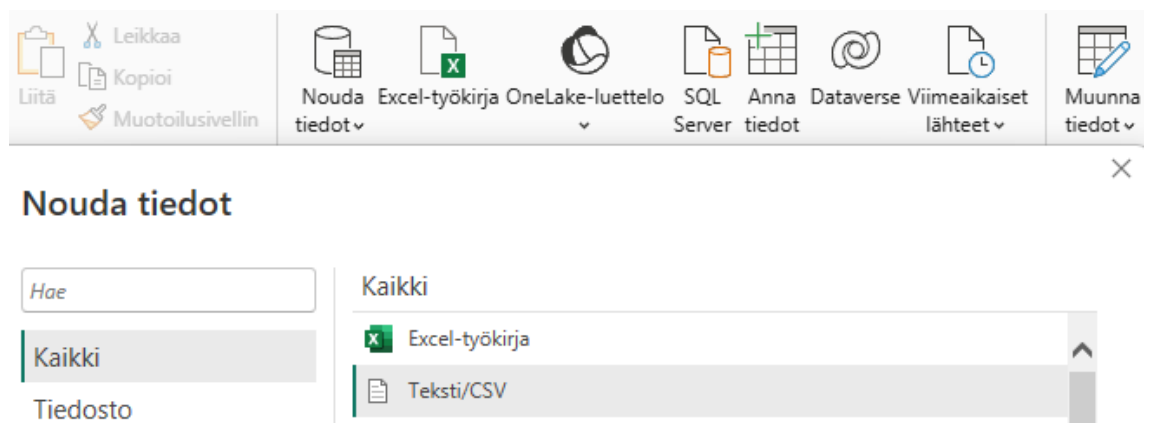 Leikkaa
Kopioi
Liitä
Muotoilusivellin
Nouda tiedot
Excel-työkirja
OneLake-luettelo
SQL Server
Anna tiedot
Dataverse
Viimeaikaiset lähteet
Muunna tiedot
Nouda tiedot
Hae
Kaikki
Tiedosto
Kaikki
Excel-työkirja
Teksti/CSV